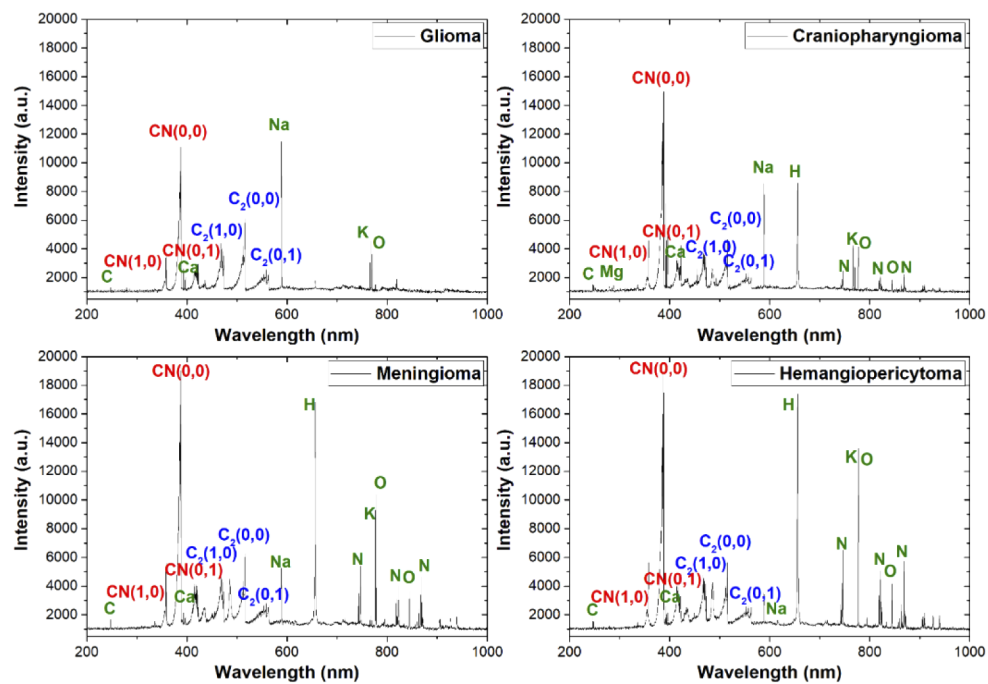 Glioma
20000
18000
16000
14000
12000
10000
8000
6000
4000
2000
Intensity (a.u.)
CN(0,0)
Na
C₂(0,0)
C₂(1,0)
C₂(0,1)
CN(0,1)
CN(1,0)
Ca
C
K
O
200 400 600 800 1000
Wavelength (nm)
Craniopharyngioma
20000
18000
16000
14000
12000
10000
8000
6000
4000
2000
Intensity (a.u.)
CN(0,0)
Na
H
C₂(0,0)
CN(0,1)
CN(1,0)
Ca
C₂(1,0)
C₂(0,1)
C Mg
K O
N
N O N
200 400 600 800 1000
Wavelength (nm)
Meningioma
20000
18000
16000
14000
12000
10000
8000
6000
4000
2000
Intensity (a.u.)
CN(0,0)
H
O
K
C₂(0,0)
C₂(1,0)
Na
N
CN(0,1)
CN(1,0)
Ca
C₂(0,1)
C
N O
N
200 400 600 800 1000
Wavelength (nm)
Hemangiopericytoma
20000
18000
16000
14000
12000
10000
8000
6000
4000
2000
Intensity (a.u.)
CN(0,0)
H
K O
C₂(0,0)
C₂(1,0)
N
N
N
O
CN(0,1)
CN(1,0)
Ca
C₂(0,1)
Na
C
200 400 600 800 1000
Wavelength (nm)